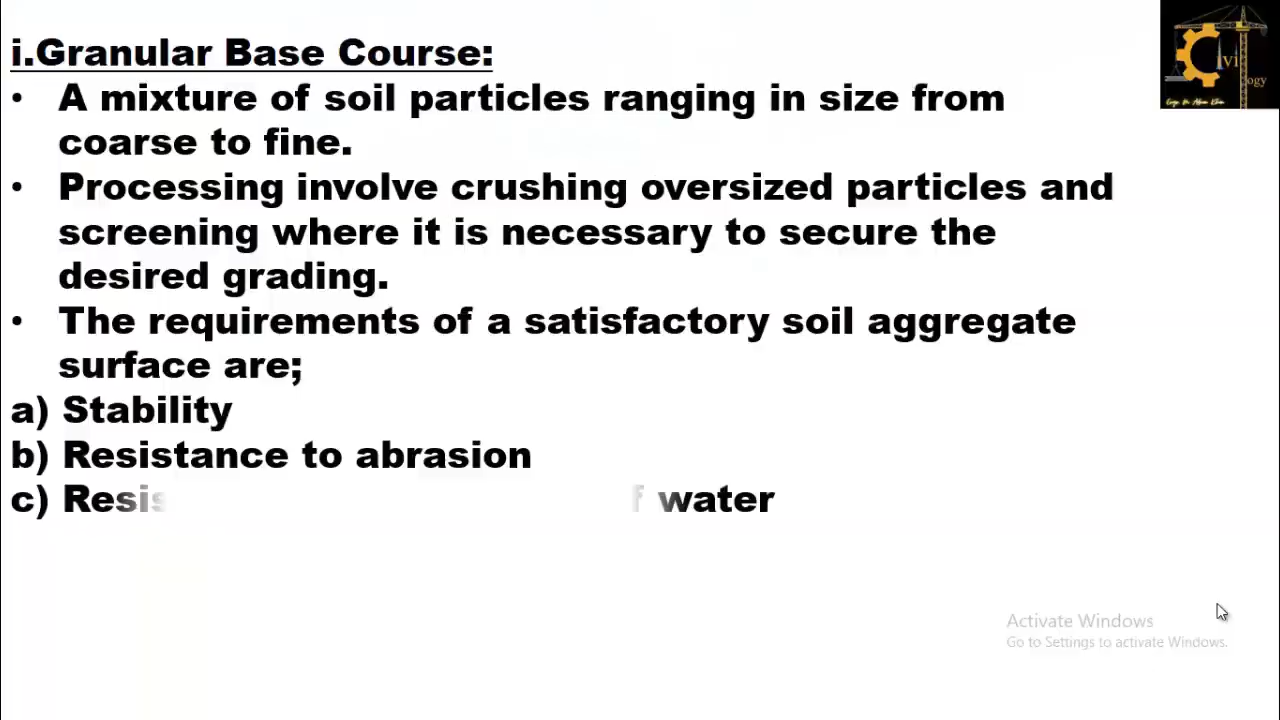 i.Granular Base Course:
• A mixture of soil particles ranging in size from
coarse to fine.
• Processing involve crushing oversized particles and
screening where it is necessary to secure the
desired grading.
• The requirements of a satisfactory soil aggregate
surface are;
a) Stability
b) Resistance to abrasion
c) Resis water
ivil
ogy
Activate Windows
Go to Settings to activate Windows.